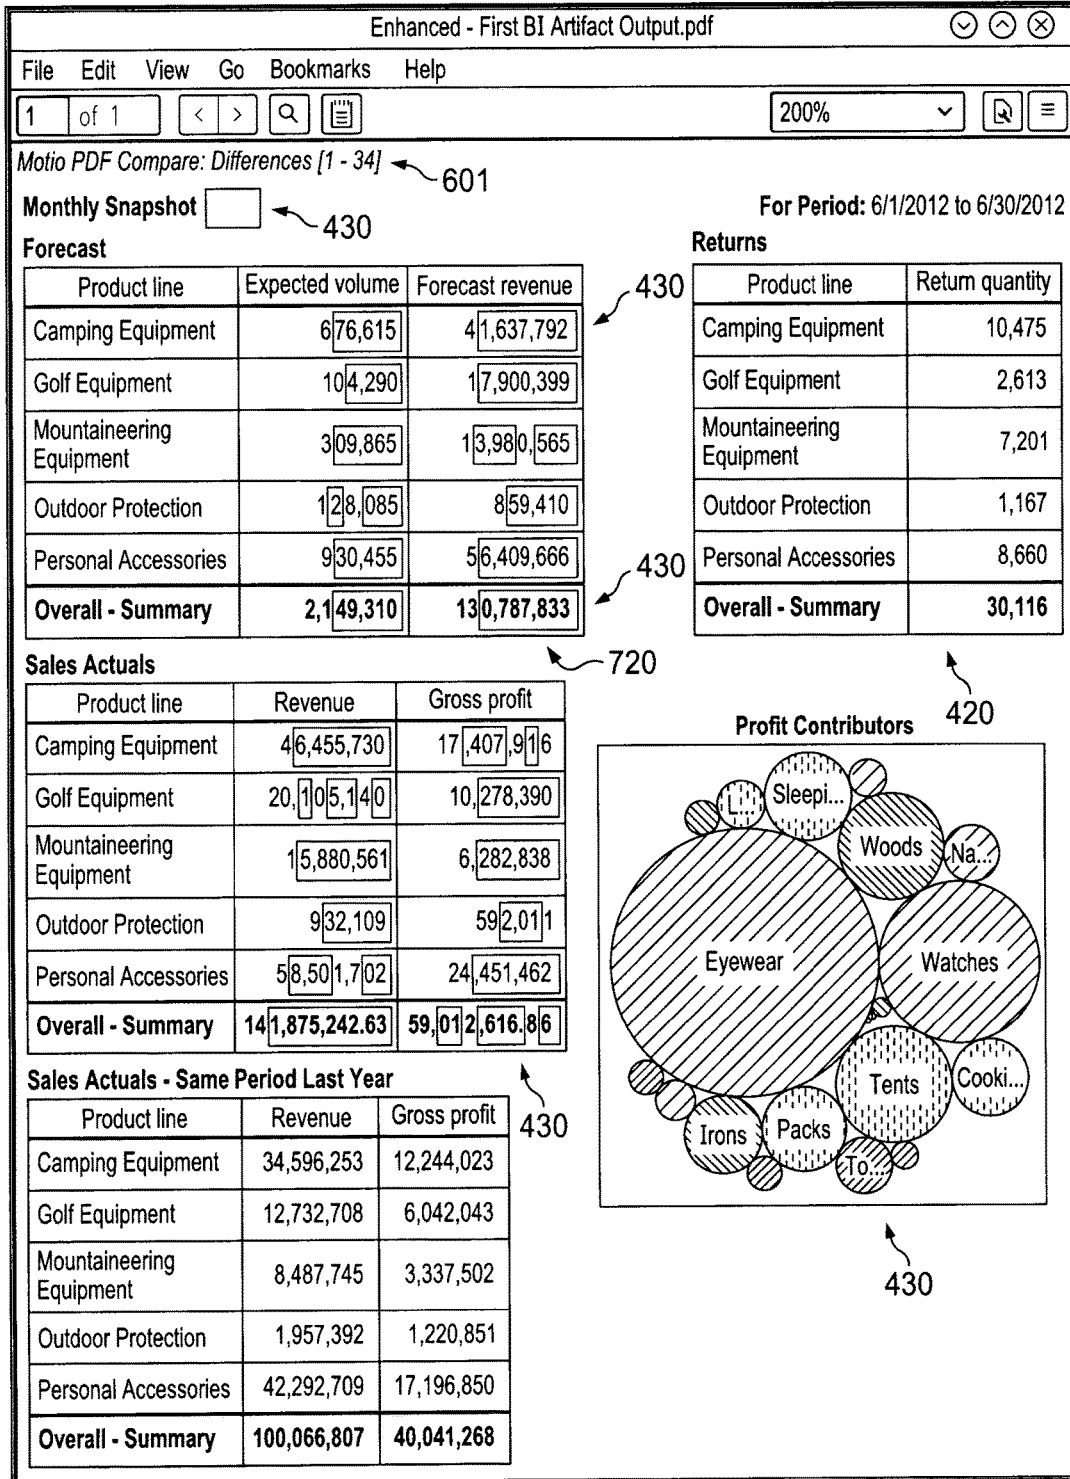 Enhanced - First BI Artifact Output.pdf
File Edit View Go Bookmarks Help
1 of 1 < > 200%
Motio PDF Compare: Differences [1 - 34]
601
Monthly Snapshot
430
For Period: 6/1/2012 to 6/30/2012
Forecast
Product line Expected volume Forecast revenue
430
Camping Equipment 676,615 41,637,792
Golf Equipment 104,290 17,900,399
Mountaineering
Equipment 309,865 13,980,565
Outdoor Protection 128,085 859,410
Personal Accessories 930,455 56,409,666
430
Overall - Summary 2,149,310 130,787,833
720
Returns
Product line Return quantity
Camping Equipment 10,475
Golf Equipment 2,613
Mountaineering
Equipment 7,201
Outdoor Protection 1,167
Personal Accessories 8,660
Overall - Summary 30,116
420
Sales Actuals
Product line Revenue Gross profit
Camping Equipment 46,455,730 17,407,916
Golf Equipment 20,105,140 10,278,390
Mountaineering
Equipment 15,880,561 6,282,838
Outdoor Protection 932,109 592,011
Personal Accessories 58,501,702 24,451,462
Overall - Summary 141,875,242.63 59,012,616.86
430
Profit Contributors
L...
Sleepi...
Woods
Na...
Eyewear
Watches
Tents
Cooki...
Irons
Packs
To...
430
Sales Actuals - Same Period Last Year
Product line Revenue Gross profit
Camping Equipment 34,596,253 12,244,023
Golf Equipment 12,732,708 6,042,043
Mountaineering
Equipment 8,487,745 3,337,502
Outdoor Protection 1,957,392 1,220,851
Personal Accessories 42,292,709 17,196,850
Overall - Summary 100,066,807 40,041,268